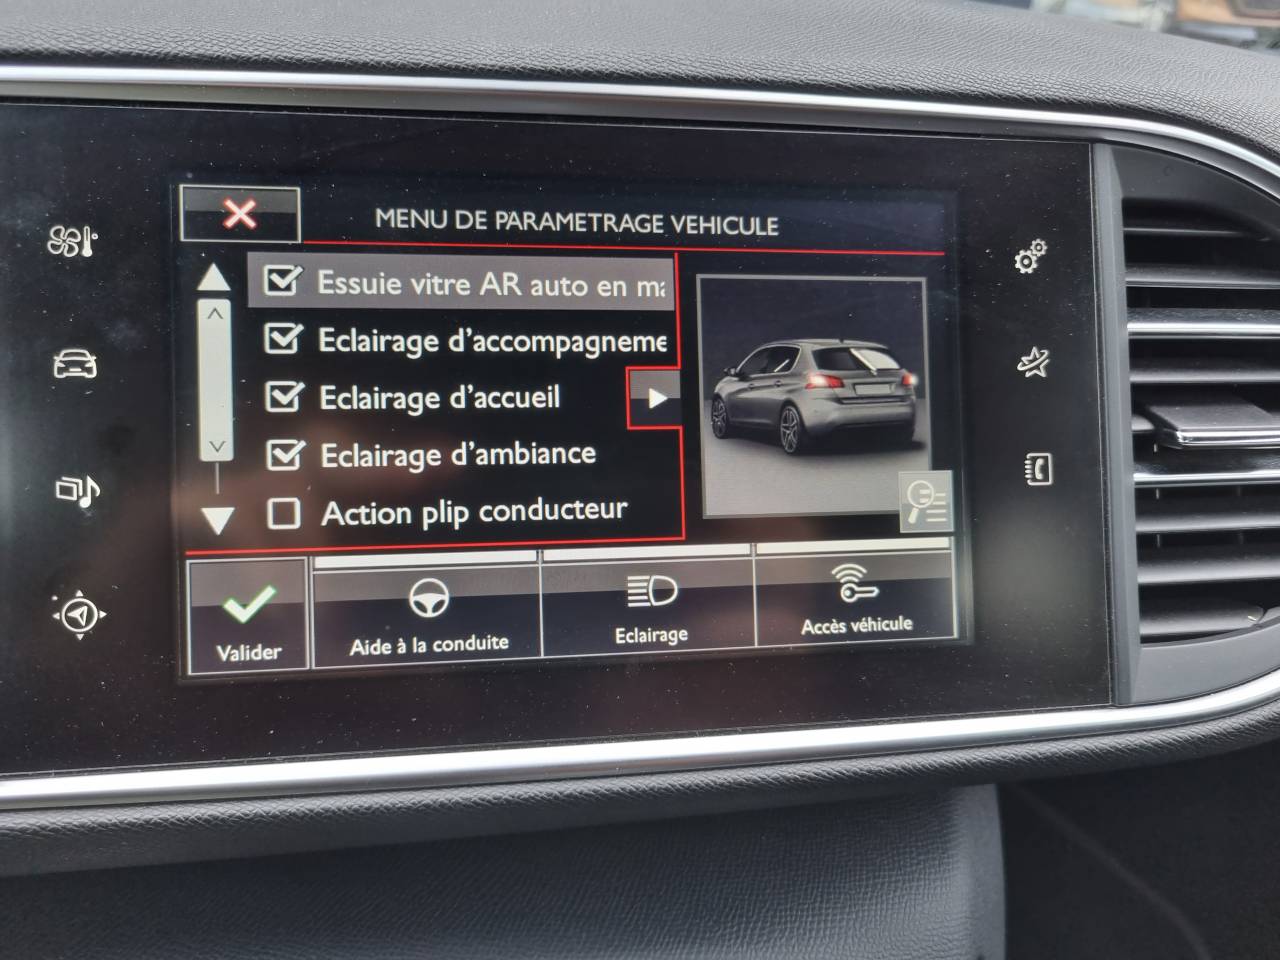 MENU DE PARAMETRAGE VEHICULE
Essuie vitre AR auto en ma
Eclairage d'accompagneme
Eclairage d'accueil
Eclairage d'ambiance
Action plip conducteur
Valider
Aide à la conduite
Eclairage
Accès véhicule